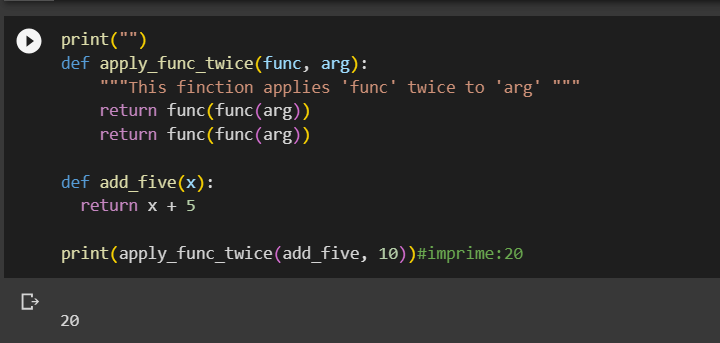 print("")
def apply_func_twice(func, arg):
    """This finction applies 'func' twice to 'arg' """
    return func(func(arg))
    return func(func(arg))

def add_five(x):
  return x + 5

print(apply_func_twice(add_five, 10))#imprime:20

20